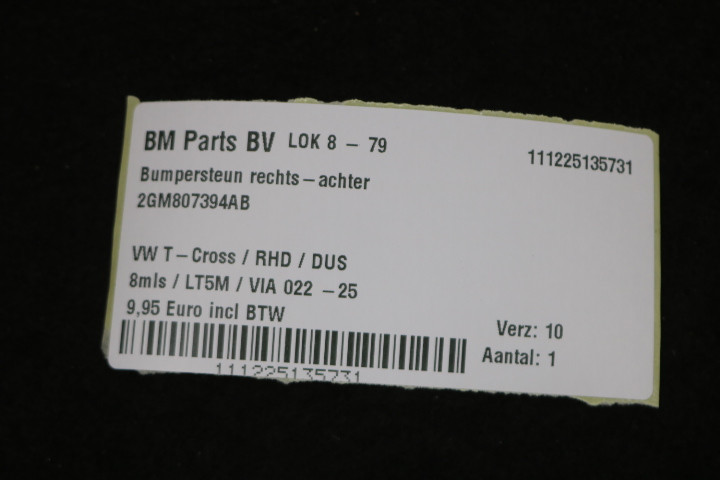 BM Parts BV LOK 8 – 79
111225135731
Bumpersteun rechts – achter
2GM807394AB
VW T – Cross / RHD / DUS
8mls / LT5M / VIA 022 – 25
9,95 Euro incl BTW
Verz: 10
Aantal: 1
111225135731